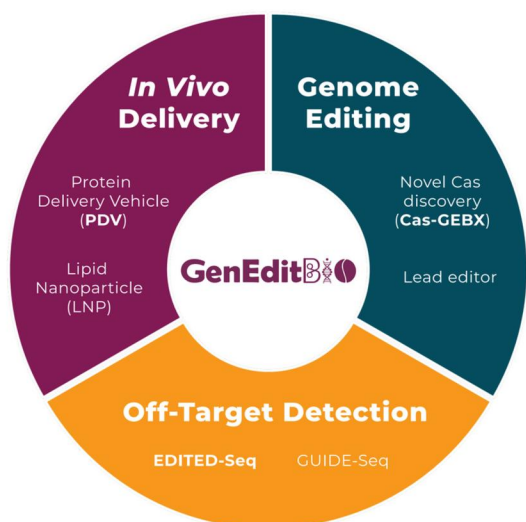 In Vivo
Delivery
Protein
Delivery Vehicle
(PDV)
Lipid
Nanoparticle
(LNP)
Genome
Editing
Novel Cas
discovery
(Cas-GEBX)
Lead editor
GenEditBiO
Off-Target Detection
EDITED-Seq GUIDE-Seq